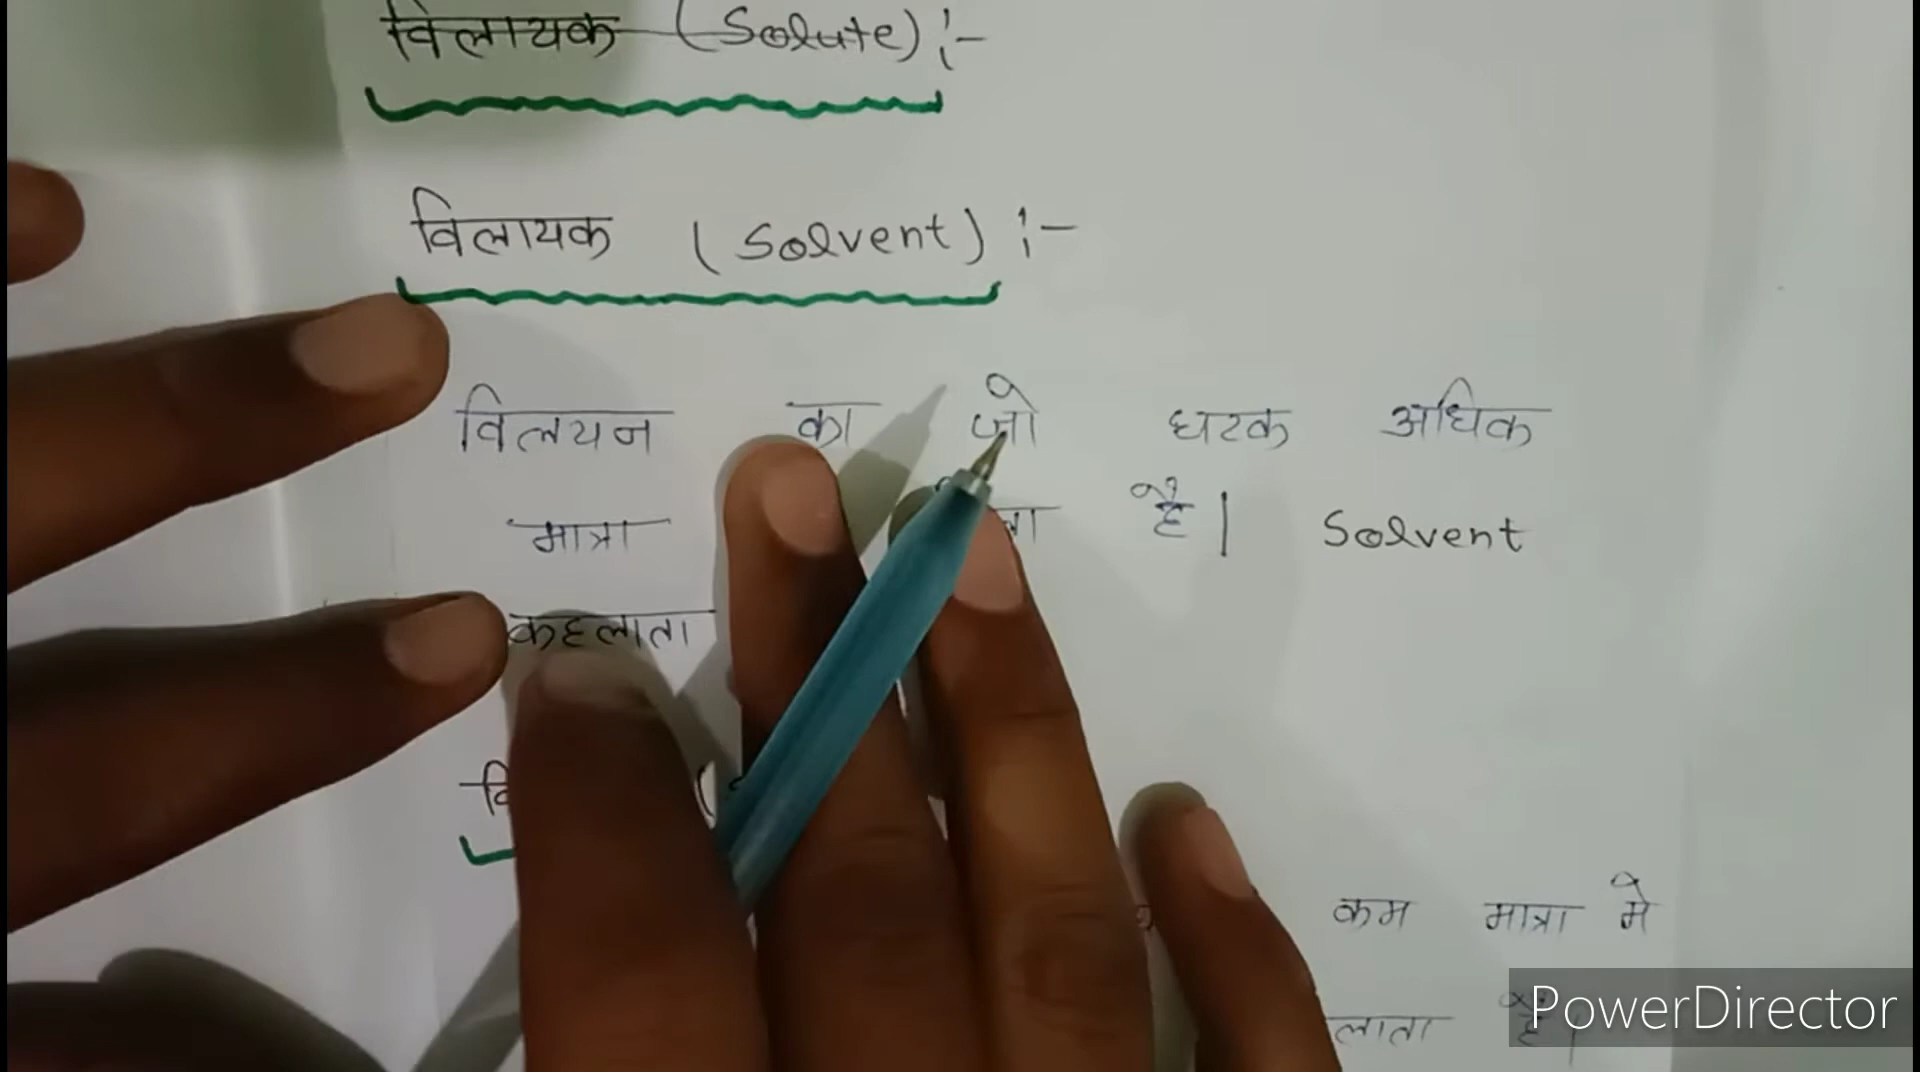 विलायक (Solute) :-
विलायक (Solvent) :-
विलयन का जो घटक अधिक
मात्रा है। Solvent
कहलाता
कम मात्रा मे
है।
PowerDirector